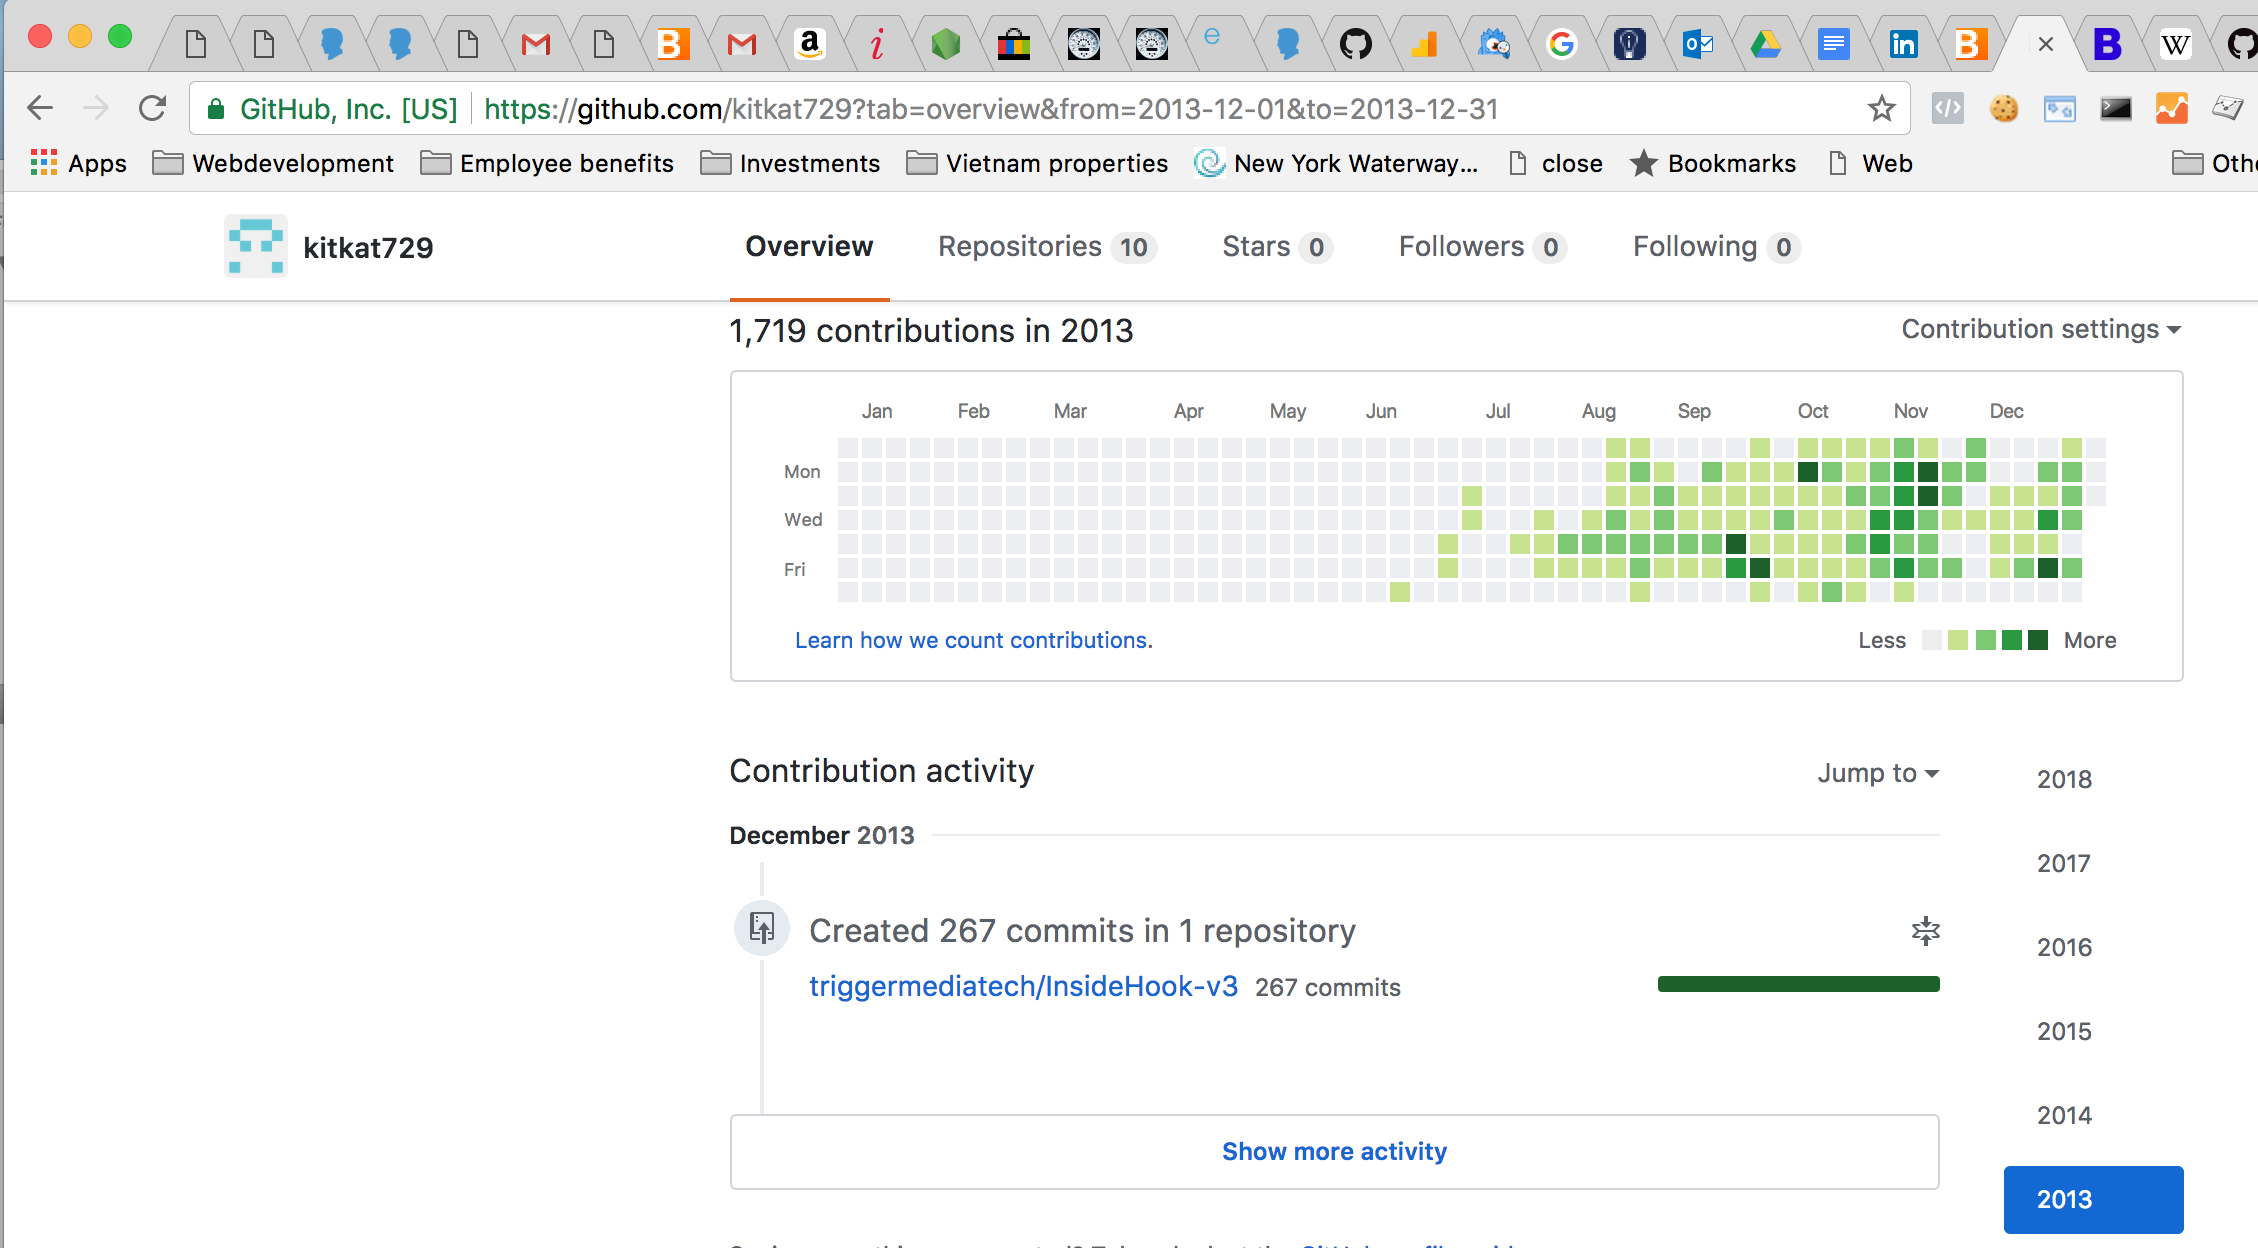 GitHub, Inc. [US] https://github.com/kitkat729?tab=overview&from=2013-12-01&to=2013-12-31
Apps Webdevelopment Employee benefits Investments Vietnam properties New York Waterway... close Bookmarks Web
kitkat729 Overview Repositories 10 Stars 0 Followers 0 Following 0
1,719 contributions in 2013 Contribution settings
Jan Feb Mar Apr May Jun Jul Aug Sep Oct Nov Dec
Mon
Wed
Fri
Learn how we count contributions. Less More
Contribution activity Jump to
2018
December 2013
2017
Created 267 commits in 1 repository
2016
triggermediatech/InsideHook-v3 267 commits
2015
2014
Show more activity
2013